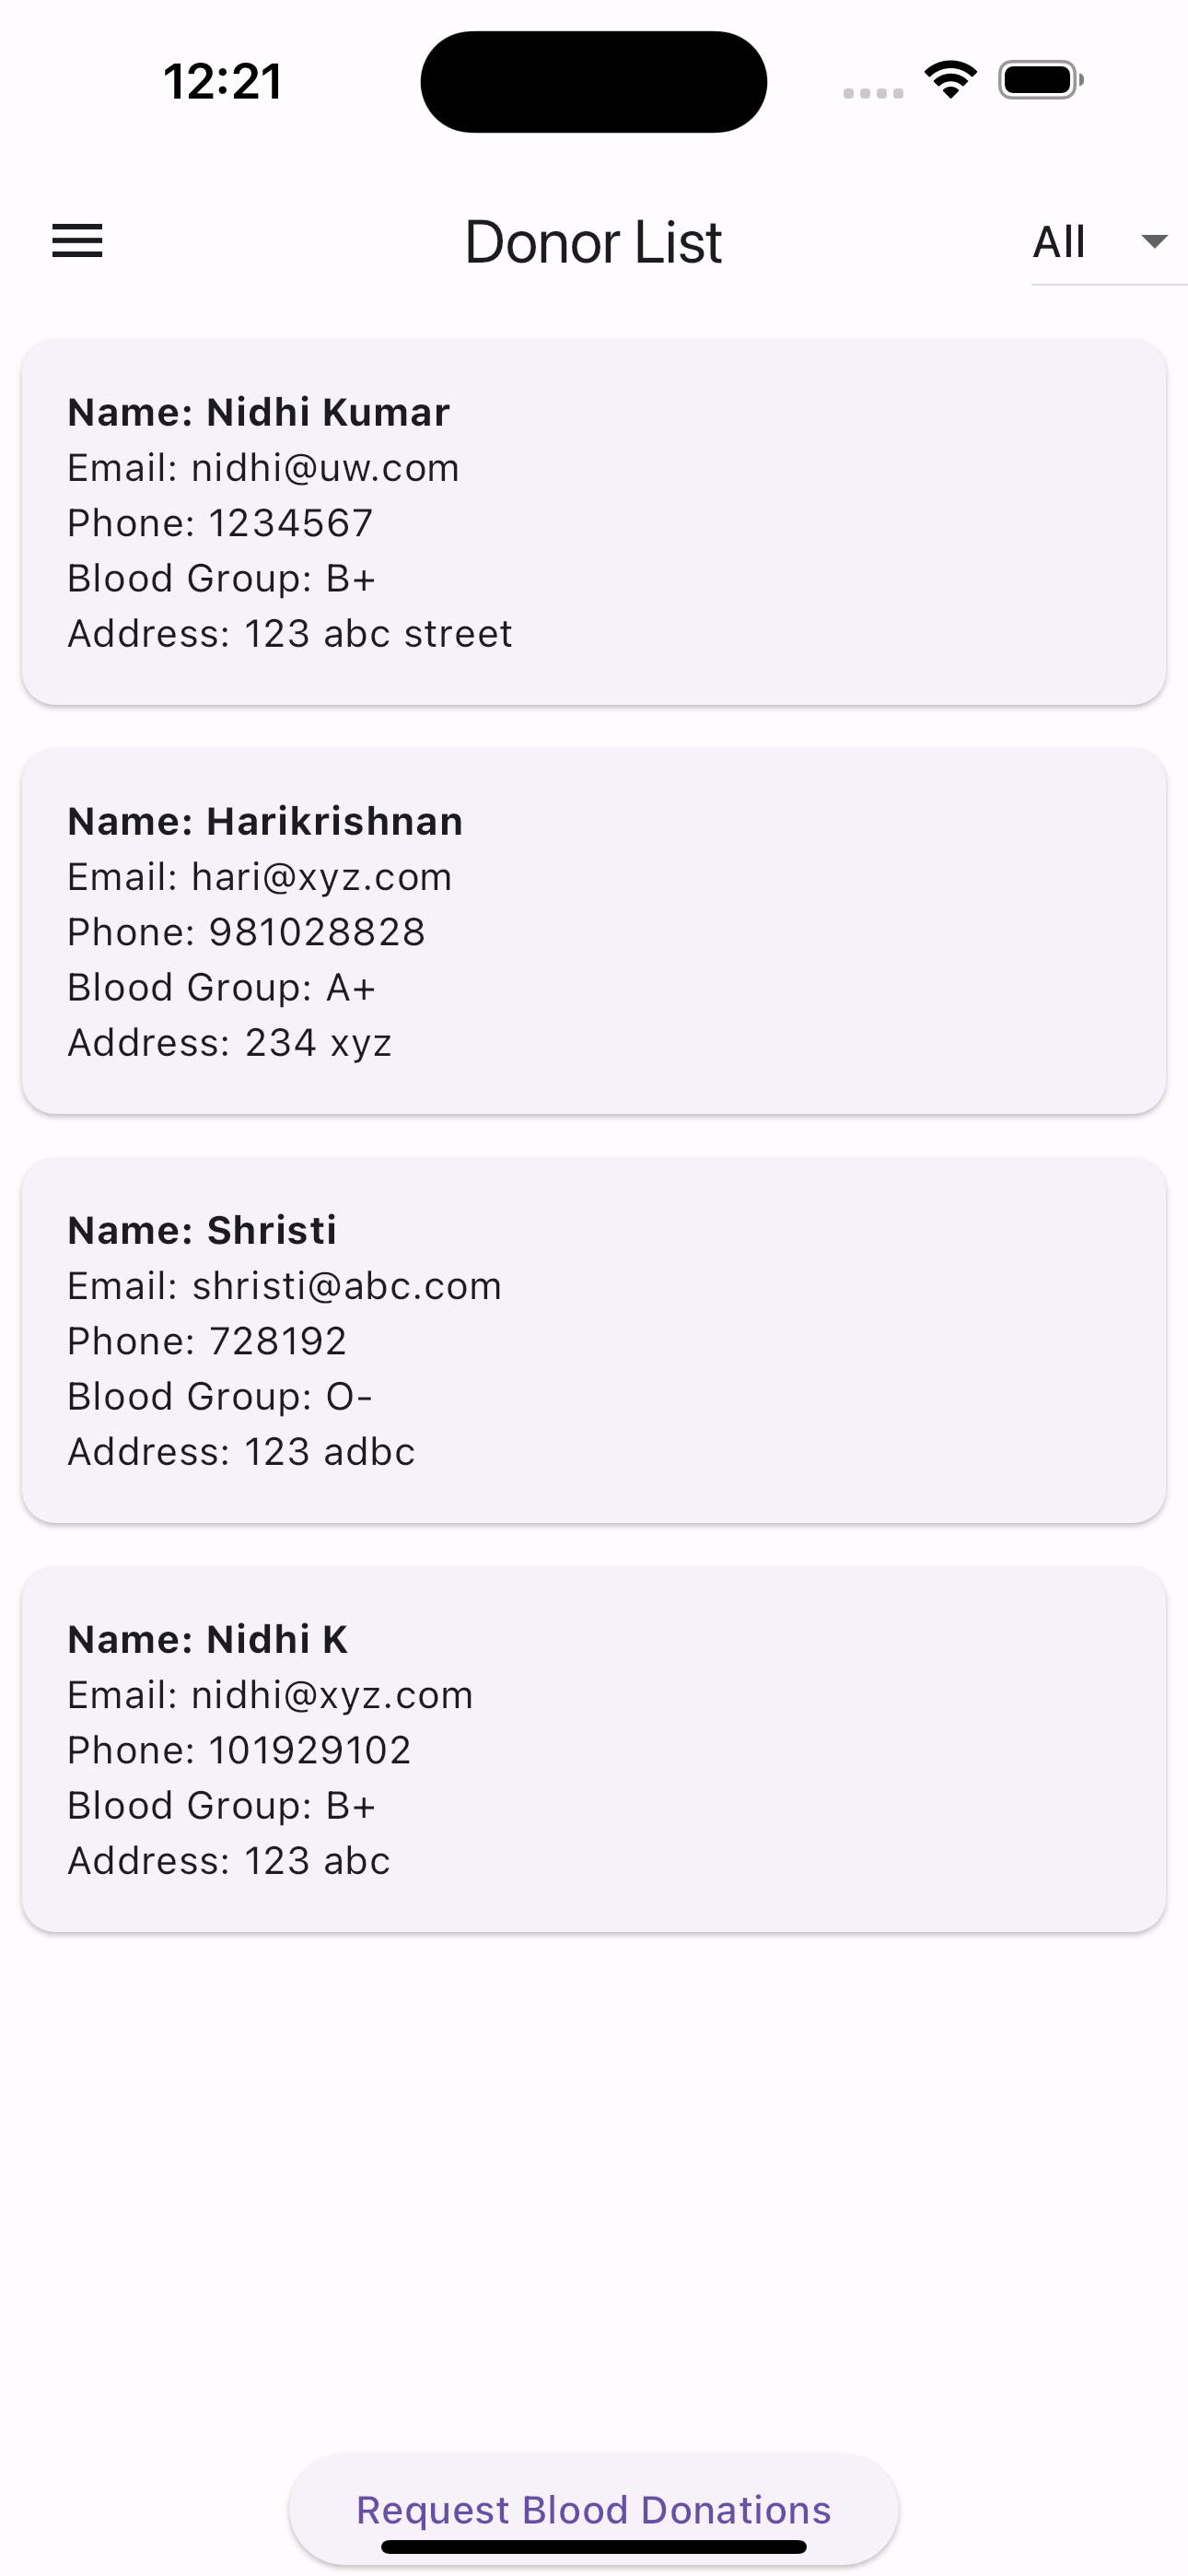 12:21
Donor List
All
Name: Nidhi Kumar
Email: nidhi@uw.com
Phone: 1234567
Blood Group: B+
Address: 123 abc street
Name: Harikrishnan
Email: hari@xyz.com
Phone: 981028828
Blood Group: A+
Address: 234 xyz
Name: Shristi
Email: shristi@abc.com
Phone: 728192
Blood Group: O-
Address: 123 adbc
Name: Nidhi K
Email: nidhi@xyz.com
Phone: 101929102
Blood Group: B+
Address: 123 abc
Request Blood Donations